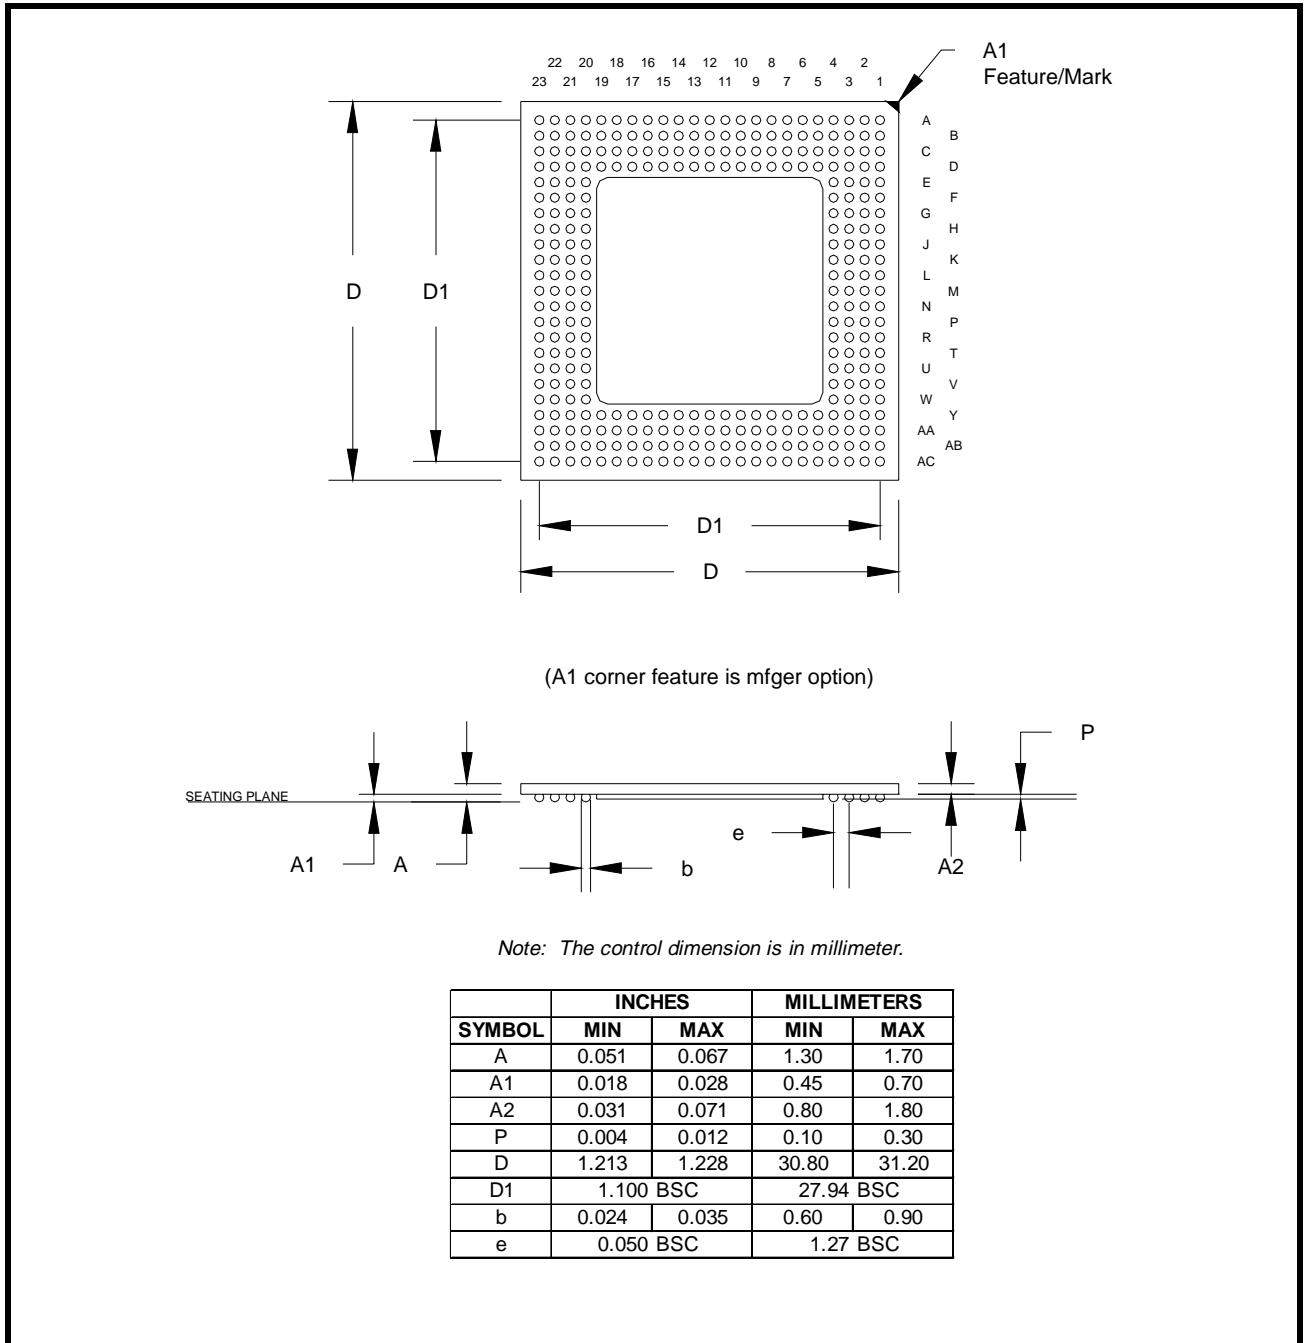 A1
Feature/Mark
22 20 18 16 14 12 10 8 6 4 2
23 21 19 17 15 13 11 9 7 5 3 1
A
B
C
D
E
F
G
H
J
K
L
M
N
P
R
T
U
V
W
Y
AA
AB
AC
D
D1
D1
D
(A1 corner feature is mfger option)
P
SEATING PLANE
e
A1
A
b
A2
Note: The control dimension is in millimeter.
INCHES MILLIMETERS
SYMBOL MIN MAX MIN MAX
A 0.051 0.067 1.30 1.70
A1 0.018 0.028 0.45 0.70
A2 0.031 0.071 0.80 1.80
P 0.004 0.012 0.10 0.30
D 1.213 1.228 30.80 31.20
D1 1.100 BSC 27.94 BSC
b 0.024 0.035 0.60 0.90
e 0.050 BSC 1.27 BSC